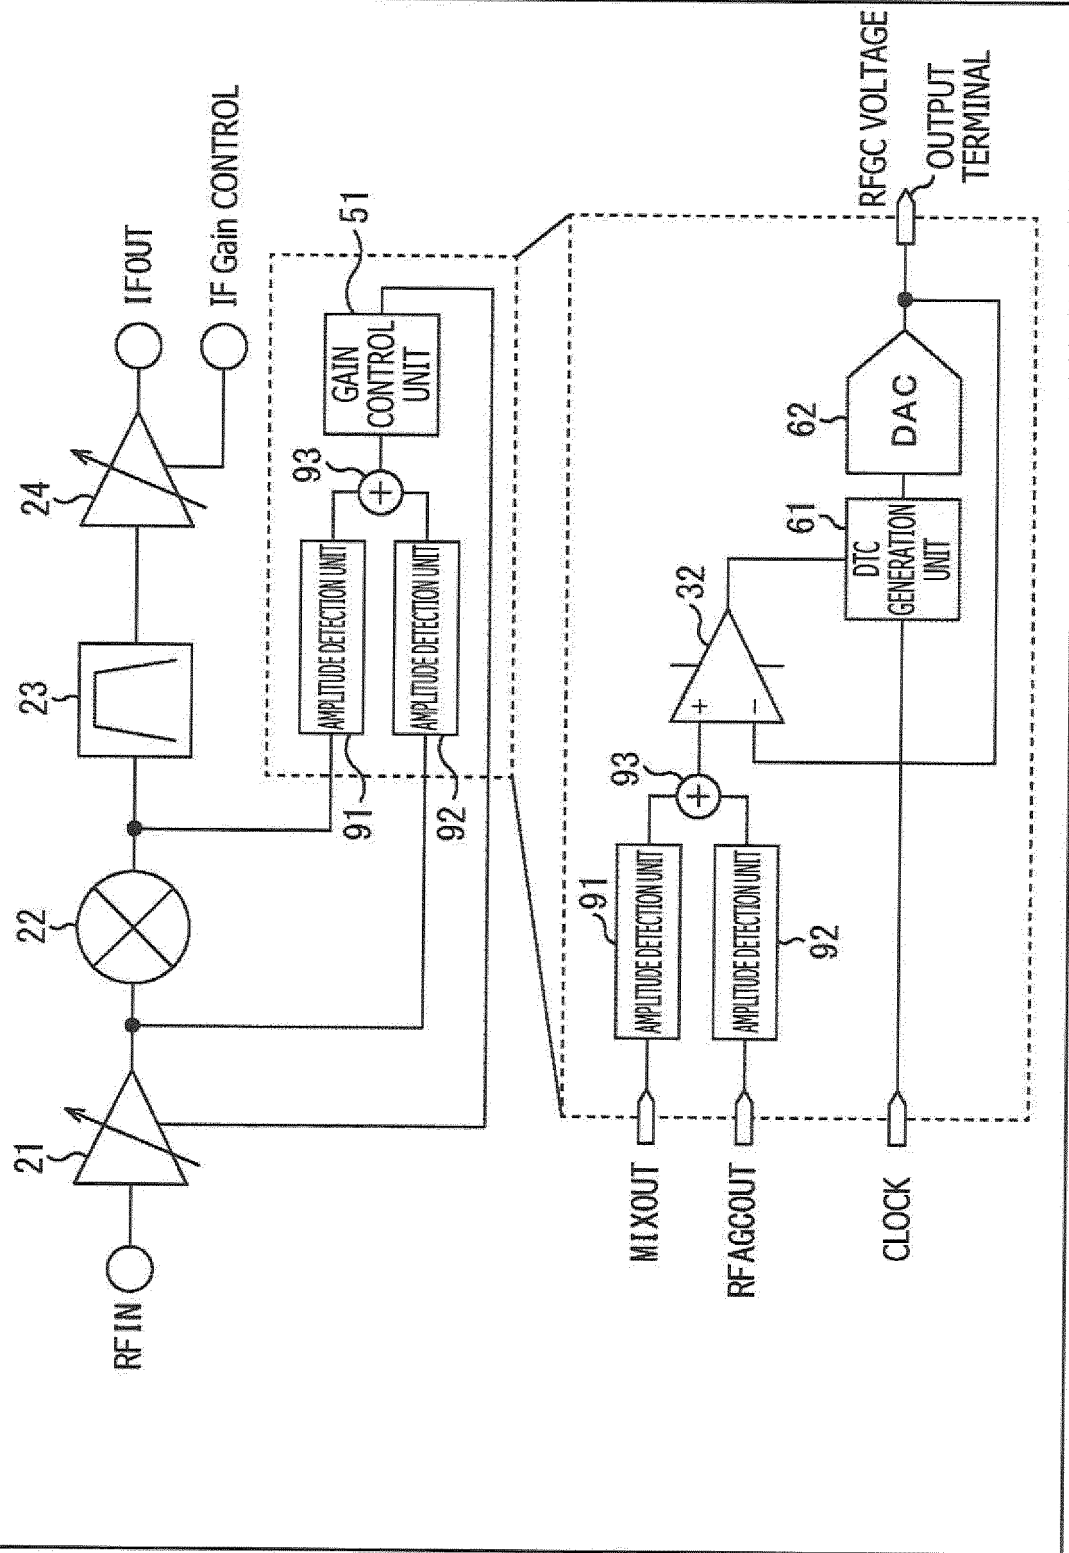 RFIN
21
22
23
24
IFOUT
IF Gain CONTROL
91
AMPLITUDE DETECTION UNIT
92
AMPLITUDE DETECTION UNIT
93
+
GAIN
CONTROL
UNIT
51
MIXOUT
RFAGCOUT
CLOCK
91
AMPLITUDE DETECTION UNIT
92
AMPLITUDE DETECTION UNIT
93
+
32
+
−
61
DTC
GENERATION
UNIT
62
DAC
RFGC VOLTAGE
OUTPUT
TERMINAL